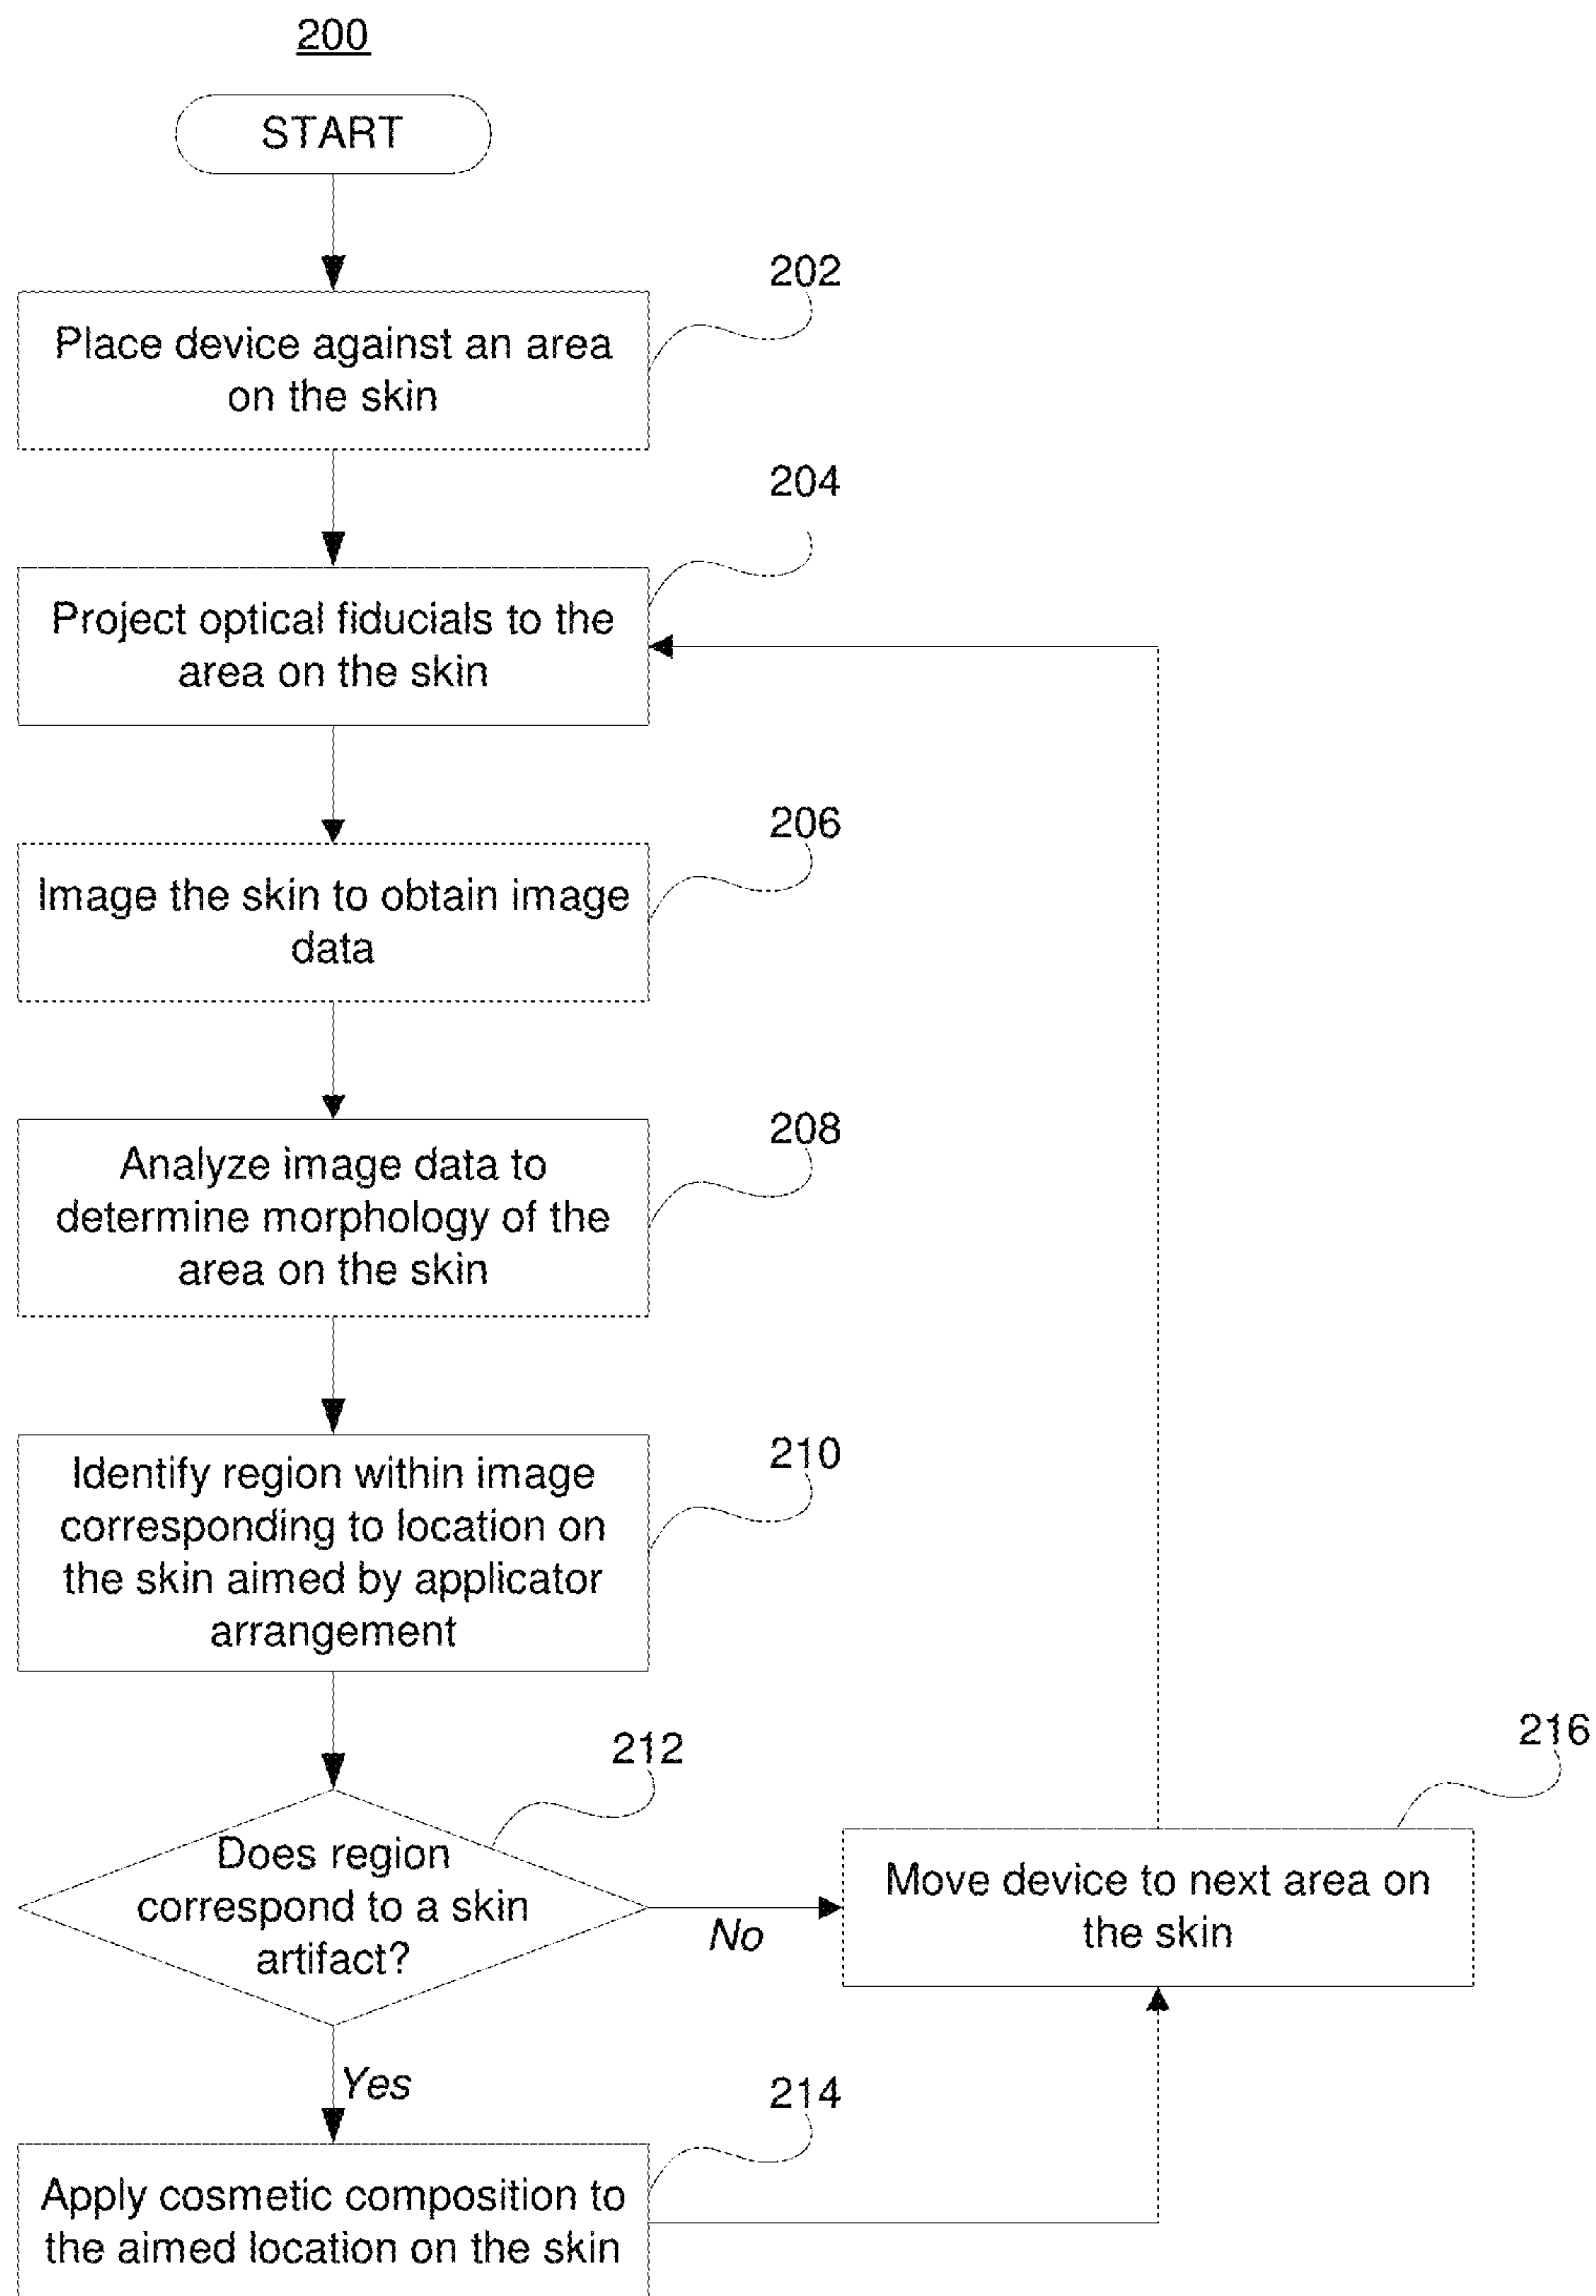 200
START
202
Place device against an area
on the skin
204
Project optical fiducials to the
area on the skin
206
Image the skin to obtain image
data
208
Analyze image data to
determine morphology of the
area on the skin
210
Identify region within image
corresponding to location on
the skin aimed by applicator
arrangement
212
Does region
correspond to a skin
artifact?
No
216
Move device to next area on
the skin
Yes
214
Apply cosmetic composition to
the aimed location on the skin